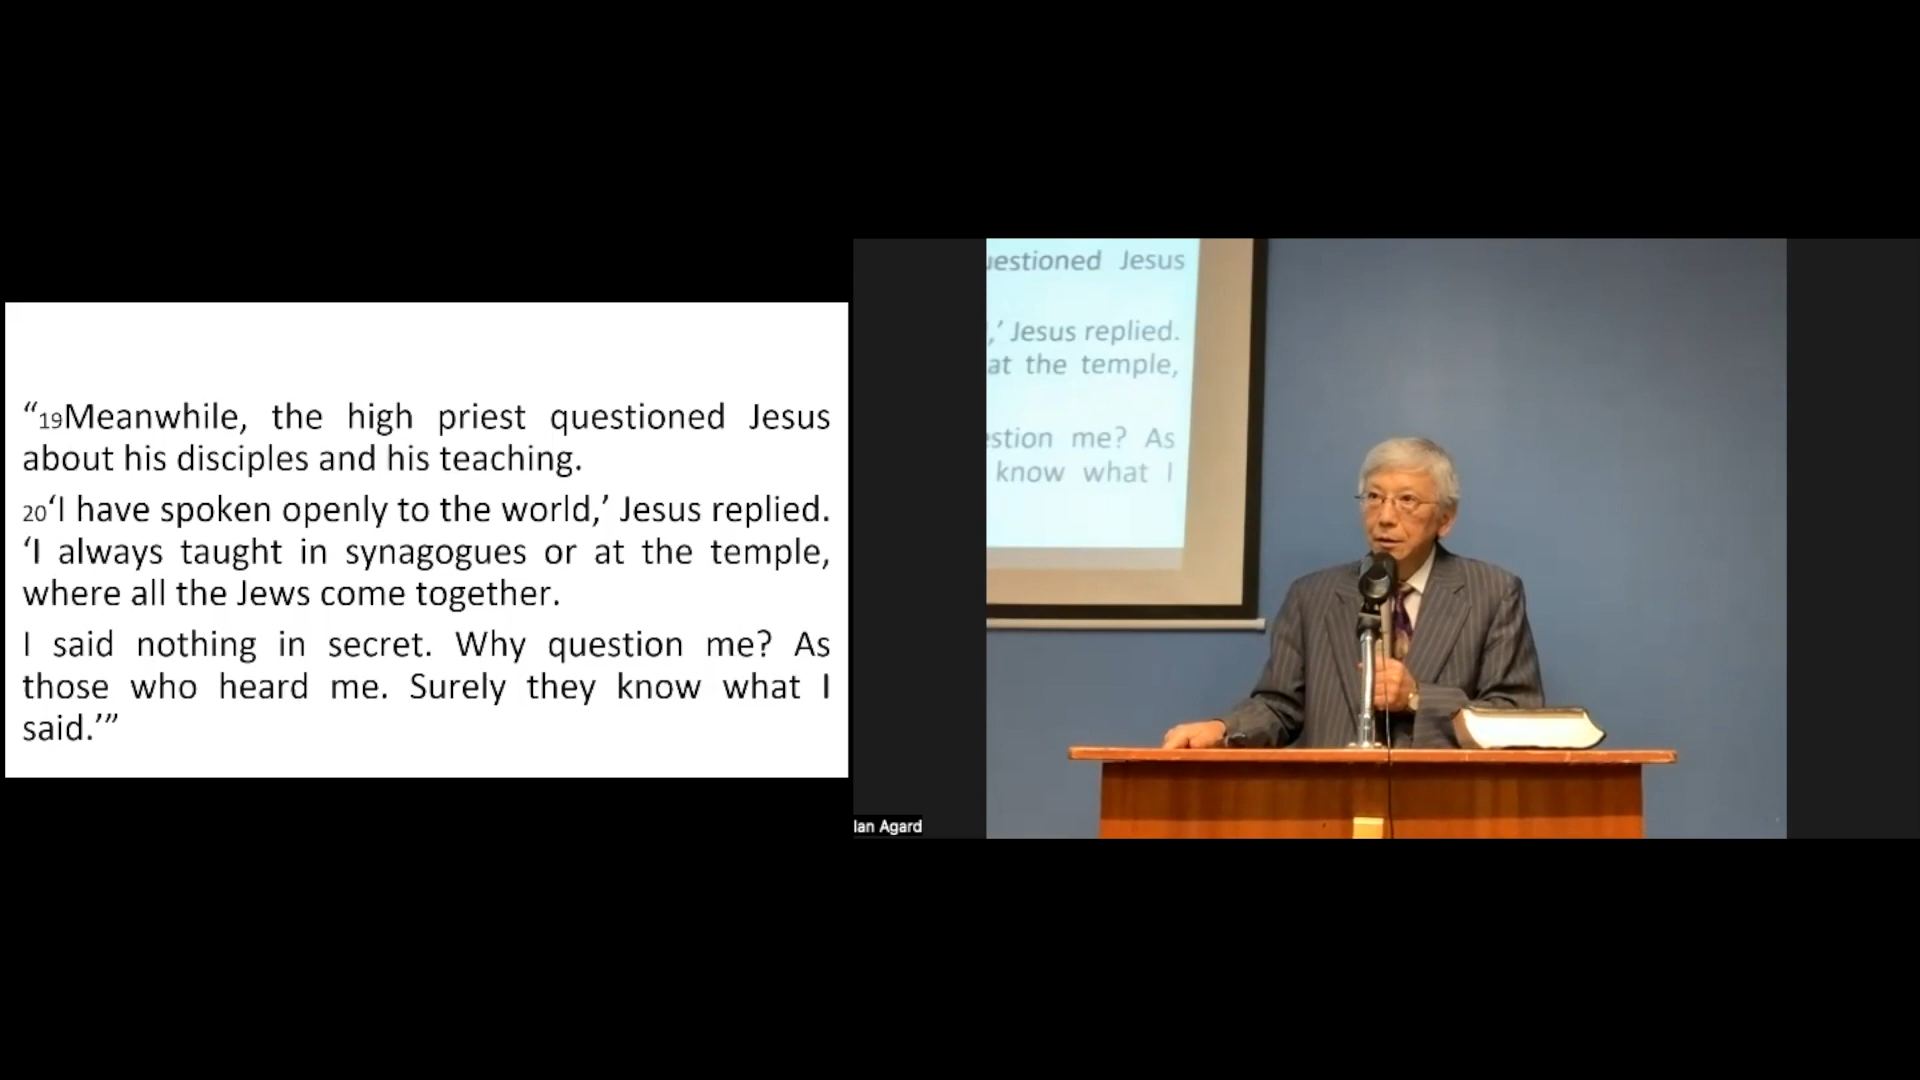 “19Meanwhile, the high priest questioned Jesus
about his disciples and his teaching.
20‘I have spoken openly to the world,’ Jesus replied.
‘I always taught in synagogues or at the temple,
where all the Jews come together.
I said nothing in secret. Why question me? As
those who heard me. Surely they know what I
said.’”
uestioned Jesus
,’ Jesus replied.
at the temple,
estion me? As
know what I
Ian Agard